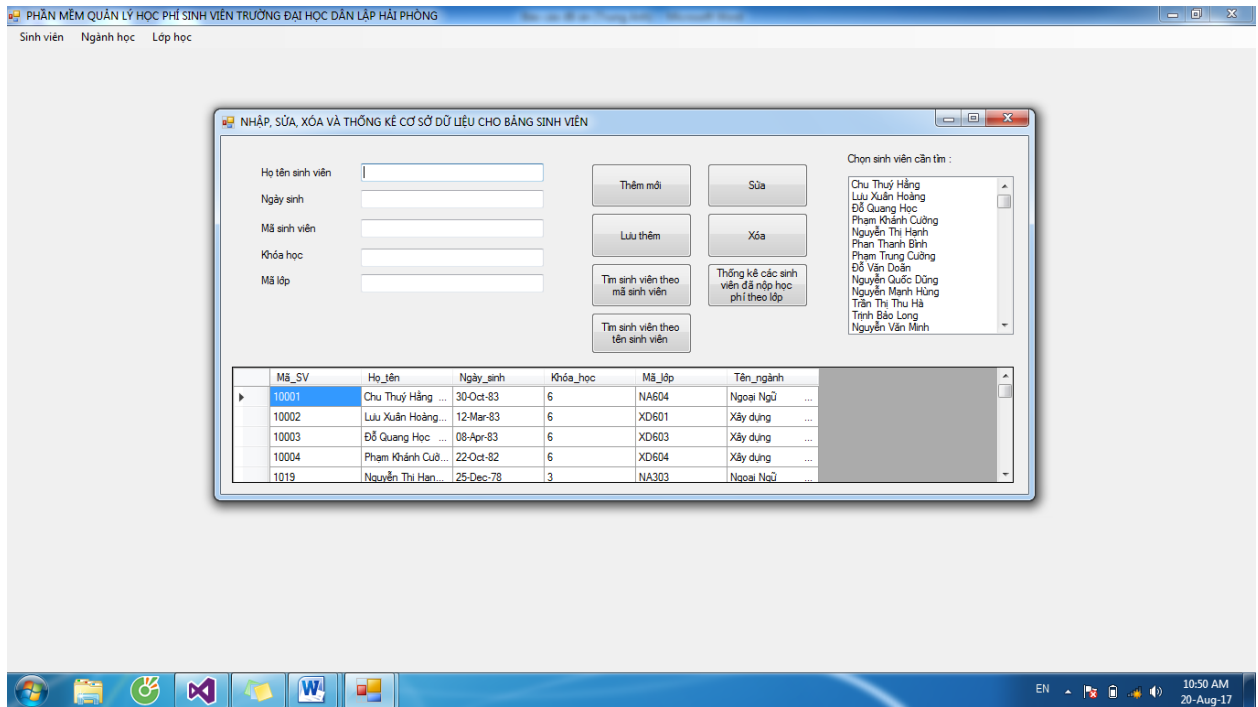 PHẦN MỀM QUẢN LÝ HỌC PHÍ SINH VIÊN TRƯỜNG ĐẠI HỌC DÂN LẬP HẢI PHÒNG
Sinh viên Ngành học Lớp học
NHẬP, SỬA, XÓA VÀ THỐNG KÊ CƠ SỞ DỮ LIỆU CHO BẢNG SINH VIÊN
Họ tên sinh viên
Ngày sinh
Mã sinh viên
Khóa học
Mã lớp
Thêm mới
Sửa
Lưu thêm
Xóa
Tìm sinh viên theo
mã sinh viên
Thống kê các sinh
viên đã nộp học
phí theo lớp
Tìm sinh viên theo
tên sinh viên
Chọn sinh viên cần tìm :
Chu Thuý Hằng
Lưu Xuân Hoàng
Đỗ Quang Học
Phạm Khánh Cường
Nguyễn Thị Hạnh
Phan Thanh Bình
Phạm Trung Cường
Đỗ Văn Doãn
Nguyễn Quốc Dũng
Nguyễn Mạnh Hùng
Trần Thị Thu Hà
Trịnh Bảo Long
Nguyễn Văn Minh
Mã_SV Họ_tên Ngày_sinh Khóa_học Mã_lớp Tên_ngành
10001 Chu Thuý Hằng ... 30-Oct-83 6 NA604 Ngoại Ngữ ...
10002 Lưu Xuân Hoàng... 12-Mar-83 6 XD601 Xây dựng ...
10003 Đỗ Quang Học ... 08-Apr-83 6 XD603 Xây dựng ...
10004 Phạm Khánh Cườ... 22-Oct-82 6 XD604 Xây dựng ...
1019 Nguyễn Thị Hạn... 25-Dec-78 3 NA303 Ngoại Ngữ ...
EN
10:50 AM
20-Aug-17